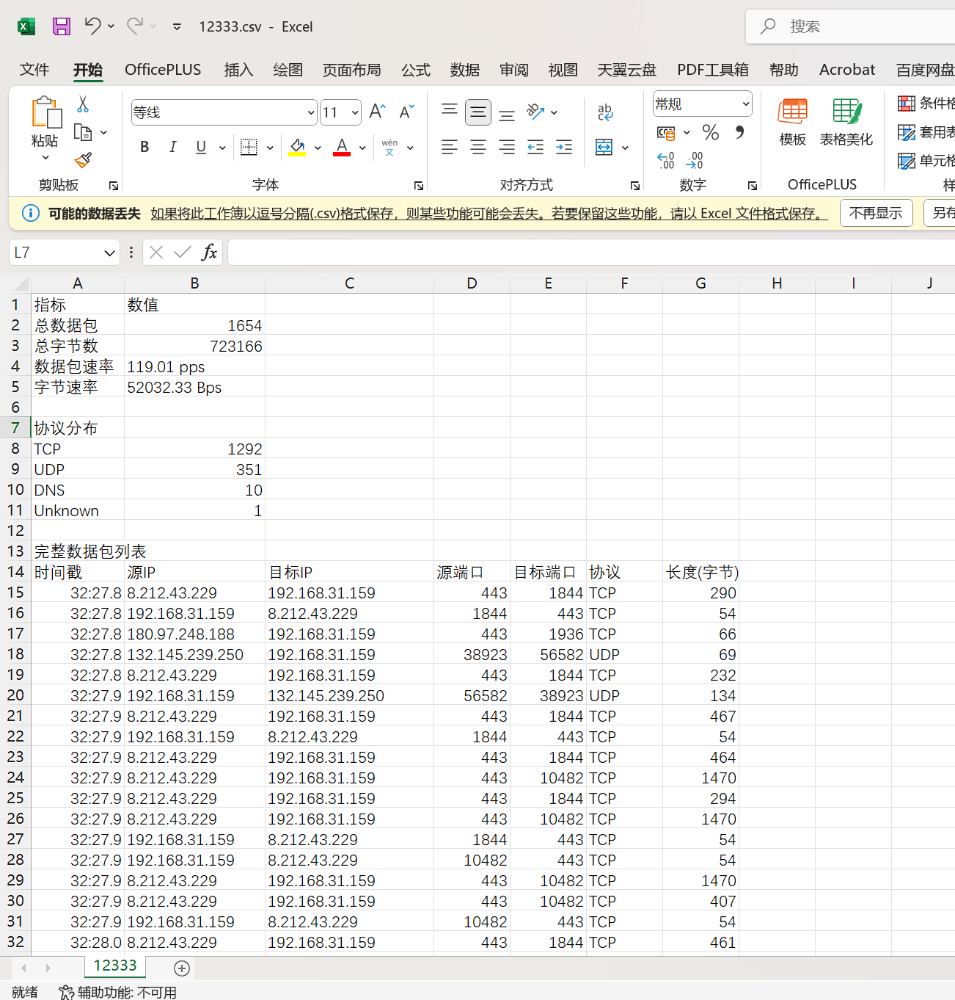 12333.csv - Excel
搜索
文件 开始 OfficePLUS 插入 绘图 页面布局 公式 数据 审阅 视图 天翼云盘 PDF工具箱 帮助 Acrobat 百度网盘
粘贴
剪贴板
等线 11
B I U A wén 文
字体
ab
对齐方式
常规
% .00 .00
数字
模板 表格美化
OfficePLUS
条件格
套用表
单元格
样
可能的数据丢失 如果将此工作簿以逗号分隔(.csv)格式保存，则某些功能可能会丢失。若要保留这些功能，请以 Excel 文件格式保存。 不再显示 另存
L7 fx
A B C D E F G H I J
1 指标 数值
2 总数据包 1654
3 总字节数 723166
4 数据包速率 119.01 pps
5 字节速率 52032.33 Bps
6
7 协议分布
8 TCP 1292
9 UDP 351
10 DNS 10
11 Unknown 1
12
13 完整数据包列表
14 时间戳 源IP 目标IP 源端口 目标端口 协议 长度(字节)
15 32:27.8 8.212.43.229 192.168.31.159 443 1844 TCP 290
16 32:27.8 192.168.31.159 8.212.43.229 1844 443 TCP 54
17 32:27.8 180.97.248.188 192.168.31.159 443 1936 TCP 66
18 32:27.8 132.145.239.250 192.168.31.159 38923 56582 UDP 69
19 32:27.8 8.212.43.229 192.168.31.159 443 1844 TCP 232
20 32:27.9 192.168.31.159 132.145.239.250 56582 38923 UDP 134
21 32:27.9 8.212.43.229 192.168.31.159 443 1844 TCP 467
22 32:27.9 192.168.31.159 8.212.43.229 1844 443 TCP 54
23 32:27.9 8.212.43.229 192.168.31.159 443 1844 TCP 464
24 32:27.9 8.212.43.229 192.168.31.159 443 10482 TCP 1470
25 32:27.9 8.212.43.229 192.168.31.159 443 1844 TCP 294
26 32:27.9 8.212.43.229 192.168.31.159 443 10482 TCP 1470
27 32:27.9 192.168.31.159 8.212.43.229 1844 443 TCP 54
28 32:27.9 192.168.31.159 8.212.43.229 10482 443 TCP 54
29 32:27.9 8.212.43.229 192.168.31.159 443 10482 TCP 1470
30 32:27.9 8.212.43.229 192.168.31.159 443 10482 TCP 407
31 32:27.9 192.168.31.159 8.212.43.229 10482 443 TCP 54
32 32:28.0 8.212.43.229 192.168.31.159 443 1844 TCP 461
12333
就绪 辅助功能: 不可用